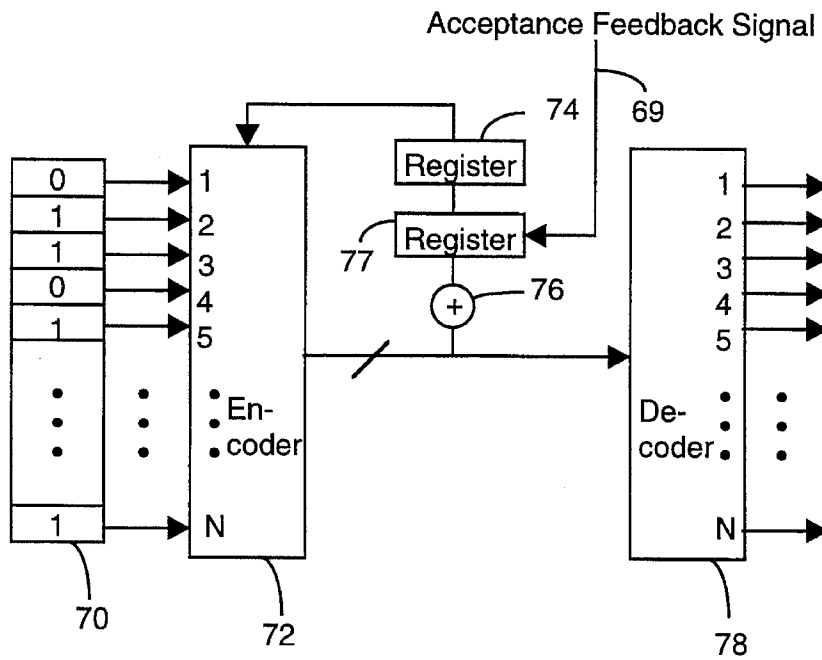 Acceptance Feedback Signal
74
69
Register
Register
77
76
+
0
1
1
0
1
1
1
2
3
4
5
En-
coder
N
1
2
3
4
5
De-
coder
N
70
72
78